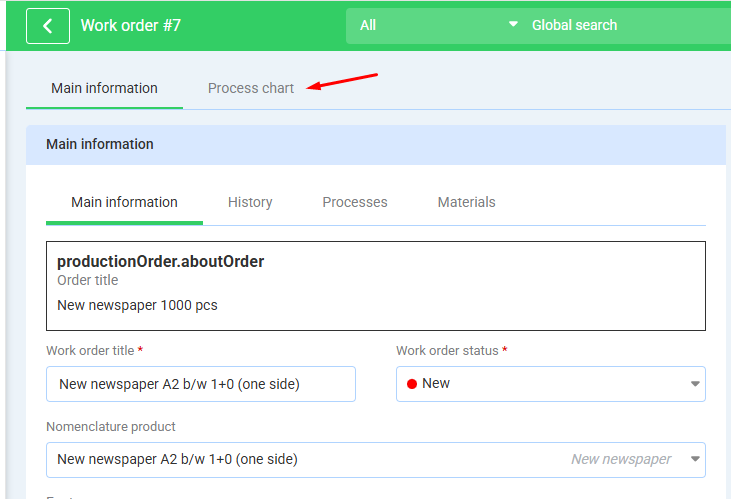 Work order #7 All Global search
Main information Process chart
Main information
Main information History Processes Materials
productionOrder.aboutOrder
Order title
New newspaper 1000 pcs
Work order title * Work order status *
New newspaper A2 b/w 1+0 (one side) New
Nomenclature product
New newspaper A2 b/w 1+0 (one side) New newspaper